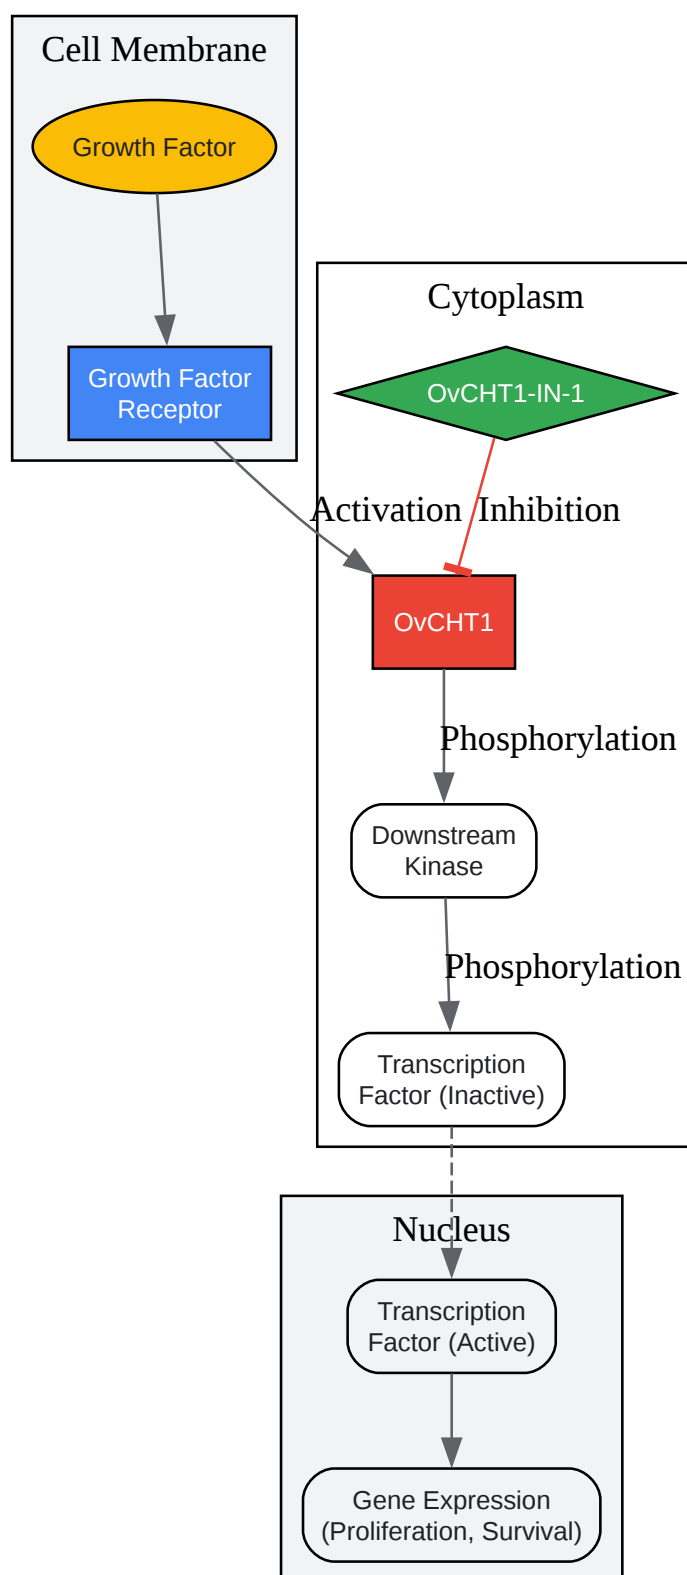 Cell Membrane
Growth Factor
Growth Factor
Receptor
Cytoplasm
OvCHT1-IN-1
Activation
Inhibition
OvCHT1
Phosphorylation
Downstream
Kinase
Phosphorylation
Transcription
Factor (Inactive)
Nucleus
Transcription
Factor (Active)
Gene Expression
(Proliferation, Survival)